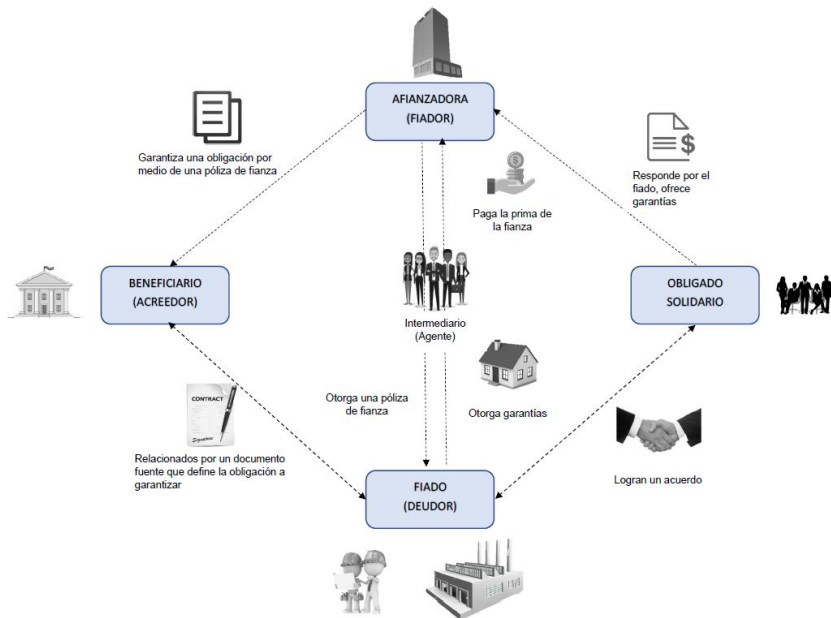 AFIANZADORA
(FIADOR)
Garantiza una obligación por
medio de una póliza de fianza
$
Responde por el
fiado, ofrece
garantías
$
Paga la prima de
la fianza
BENEFICIARIO
(ACREEDOR)
OBLIGADO
SOLIDARIO
Intermediario
(Agente)
CONTRACT
Signature
Otorga una póliza
de fianza
Otorga garantías
Relacionados por un documento
fuente que define la obligación a
garantizar
Logran un acuerdo
FIADO
(DEUDOR)